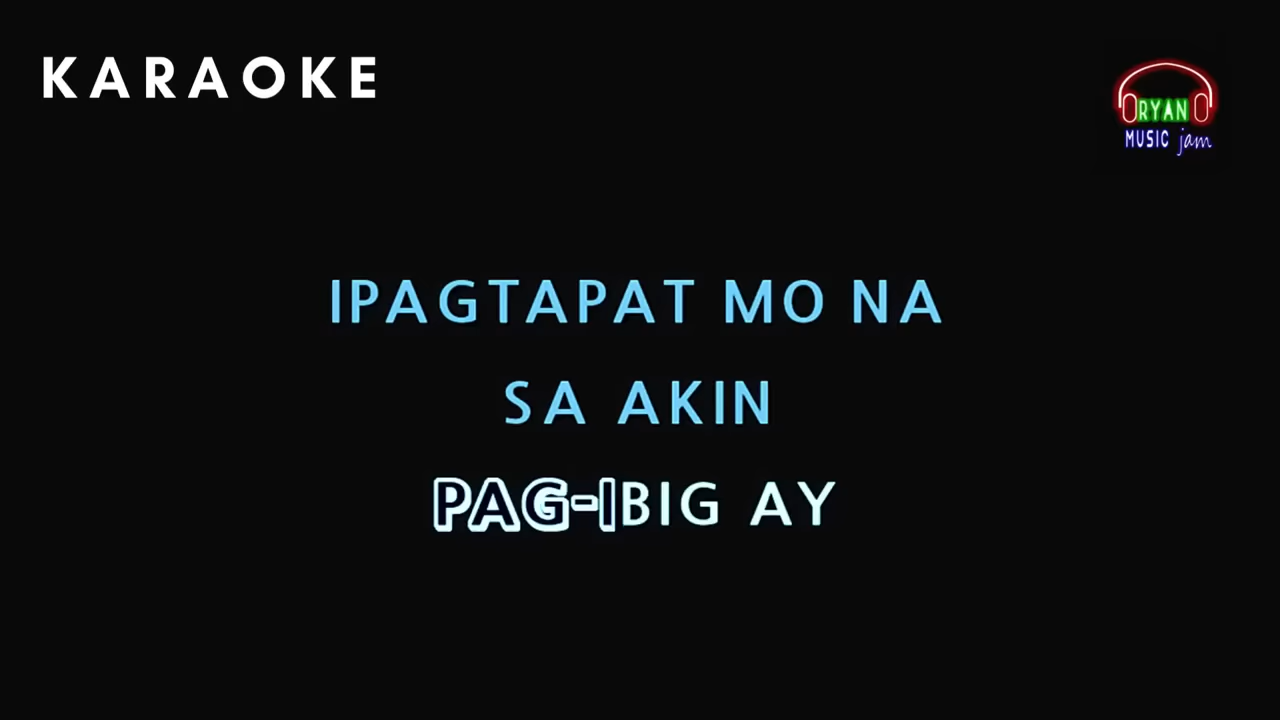 KARAOKE
RYAN
MUSIC jam
IPAGTAPAT MO NA
SA AKIN
PAG-IBIG AY